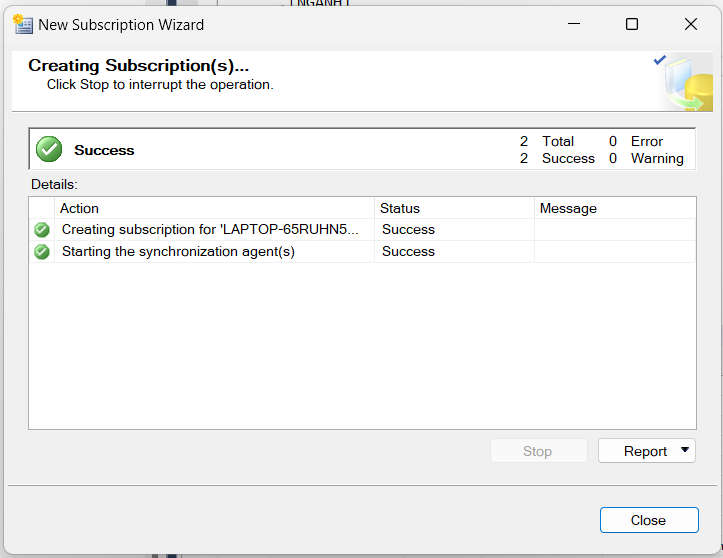 New Subscription Wizard
Creating Subscription(s)...
Click Stop to interrupt the operation.
Success
2 Total 0 Error
2 Success 0 Warning
Details:
Action Status Message
Creating subscription for 'LAPTOP-65RUHN5... Success
Starting the synchronization agent(s) Success
Stop Report
Close